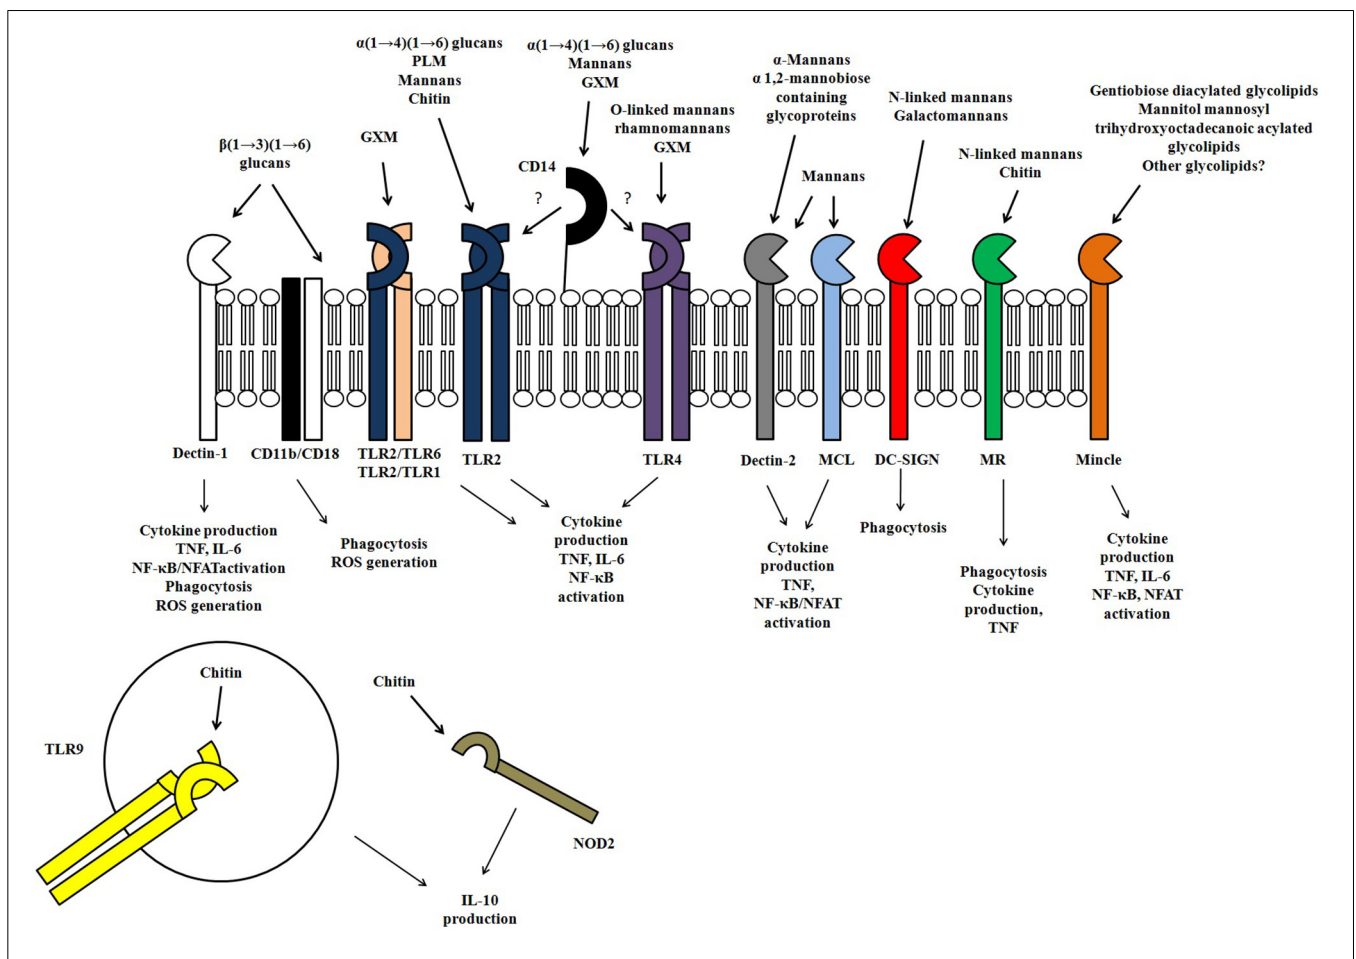 α(1→4)(1→6) glucans
PLM
Mannans
Chitin
α(1→4)(1→6) glucans
Mannans
GXM
α-Mannans
α 1,2-mannobiose
containing
glycoproteins
N-linked mannans
Galactomannans
Gentiobiose diacylated glycolipids
Mannitol mannosyl
trihydroxyoctadecanoic acylated
glycolipids
Other glycolipids?
β(1→3)(1→6)
glucans
GXM
O-linked mannans
rhamnomannans
GXM
CD14
?
?
Mannans
N-linked mannans
Chitin
Dectin-1
CD11b/CD18
TLR2/TLR6
TLR2/TLR1
TLR2
TLR4
Dectin-2
MCL
DC-SIGN
MR
Mincle
Cytokine production
TNF, IL-6
NF-κB/NFATactivation
Phagocytosis
ROS generation
Phagocytosis
ROS generation
Cytokine
production
TNF, IL-6
NF-κB
activation
Cytokine
production
TNF,
NF-κB/NFAT
activation
Phagocytosis
Phagocytosis
Cytokine
production,
TNF
Cytokine
production
TNF, IL-6
NF-κB, NFAT
activation
Chitin
TLR9
Chitin
NOD2
IL-10
production